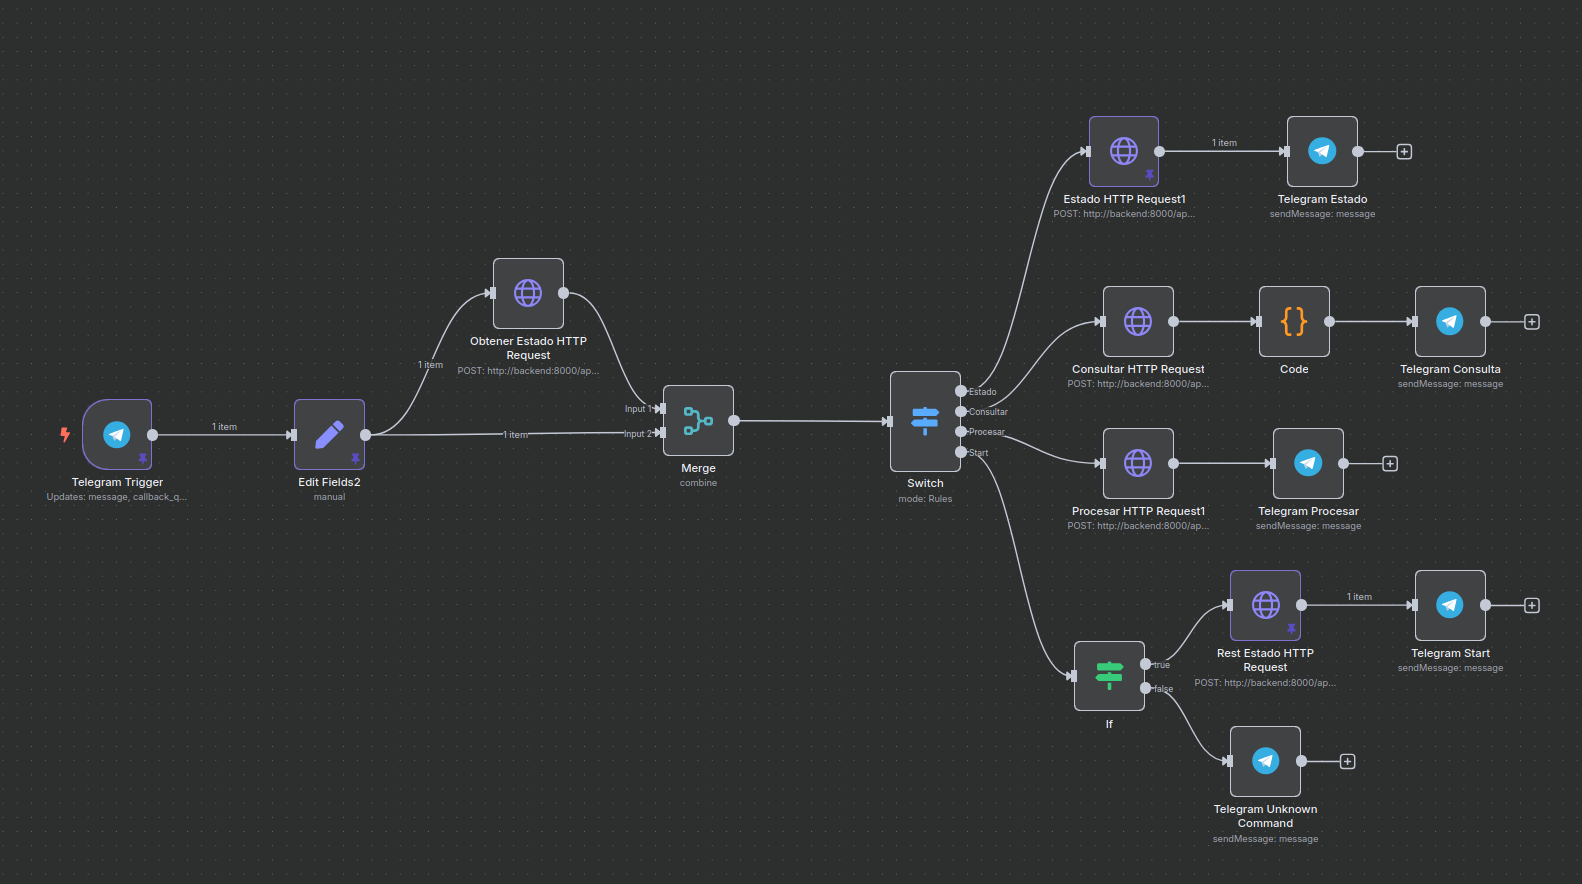 Telegram Trigger
Updates: message, callback_q...
1 item
Edit Fields2
manual
1 item
1 item
Obtener Estado HTTP
Request
POST: http://backend:8000/ap...
Input 1
Input 2
Merge
combine
Switch
mode: Rules
Estado
Consultar
Procesar
Start
Estado HTTP Request1
POST: http://backend:8000/ap...
1 item
Telegram Estado
sendMessage: message
Consultar HTTP Request
POST: http://backend:8000/ap...
{}
Code
Telegram Consulta
sendMessage: message
Procesar HTTP Request1
POST: http://backend:8000/ap...
Telegram Procesar
sendMessage: message
If
true
false
Rest Estado HTTP
Request
POST: http://backend:8000/ap...
1 item
Telegram Start
sendMessage: message
Telegram Unknown
Command
sendMessage: message